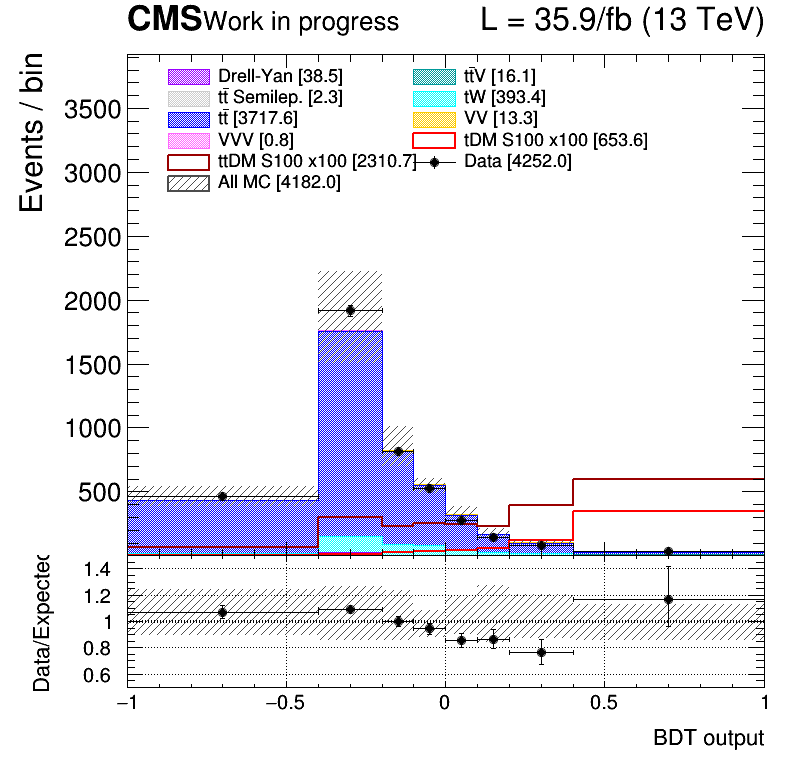 CMS Work in progress L = 35.9/fb (13 TeV)
Events / bin
3500
3000
2500
2000
1500
1000
500
Drell-Yan [38.5]
tt̄ Semilep. [2.3]
tt̄ [3717.6]
VVV [0.8]
ttDM S100 x100 [2310.7]
All MC [4182.0]
tt̄V [16.1]
tW [393.4]
VV [13.3]
tDM S100 x100 [653.6]
Data [4252.0]
Data/Expected
1.4
1.2
1
0.8
0.6
−1 −0.5 0 0.5 1
BDT output